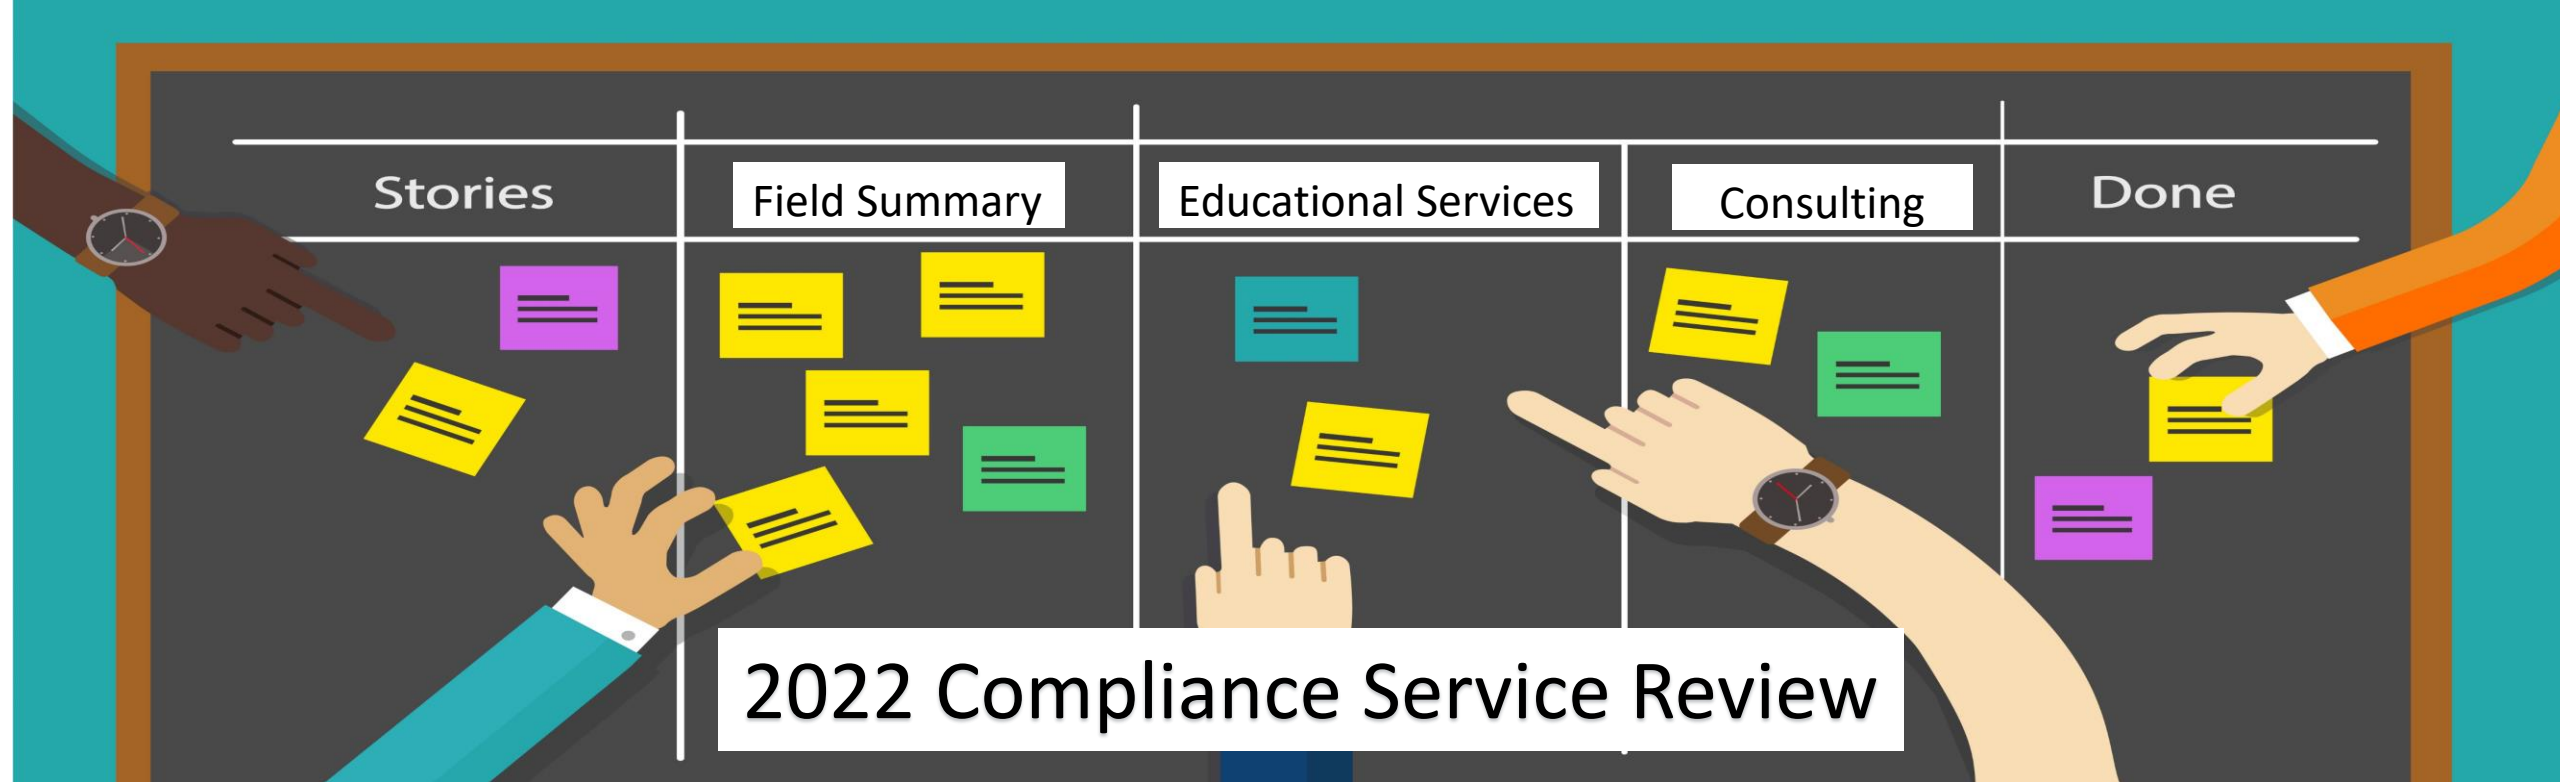 Stories
Field Summary
Educational Services
Consulting
Done
2022 Compliance Service Review